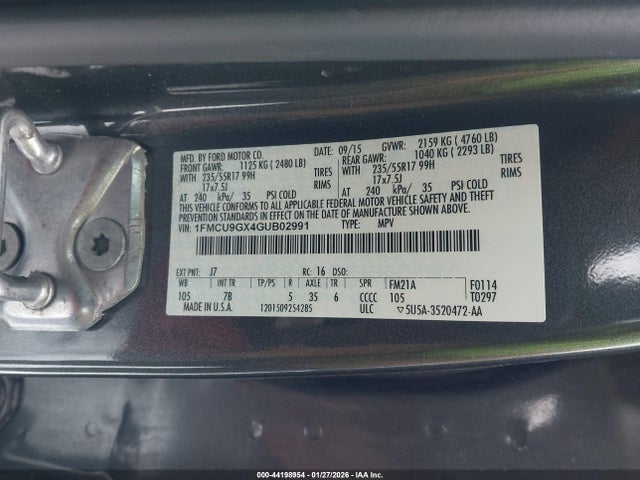 MFD. BY FORD MOTOR CO. 09/15 GVWR: 2159 KG ( 4760 LB)
FRONT GAWR: 1125 KG ( 2480 LB) REAR GAWR: 1040 KG ( 2293 LB)
WITH 235/55R17 99H TIRES WITH 235/55R17 99H TIRES
17x7.5J RIMS 17x7.5J RIMS
AT 240 kPa/ 35 PSI COLD AT 240 kPa/ 35 PSI COLD
THIS VEHICLE CONFORMS TO ALL APPLICABLE FEDERAL MOTOR VEHICLE SAFETY AND THEFT
PREVENTION STANDARDS IN EFFECT ON THE DATE OF MANUFACTURE SHOWN ABOVE.
VIN: 1FMCU9GX4GUB02991 TYPE: MPV
EXT PNT: J7 RC: 16 DSO:
WB INT TR TP/PS R AXLE TR SPR FM21A F0114
105 7B 5 35 6 CCCC 105 T0297
MADE IN U.S.A. 1201509254285 ULC 5U5A-3520472-AA
000-44198954 | 01/27/2026 - IAA Inc.